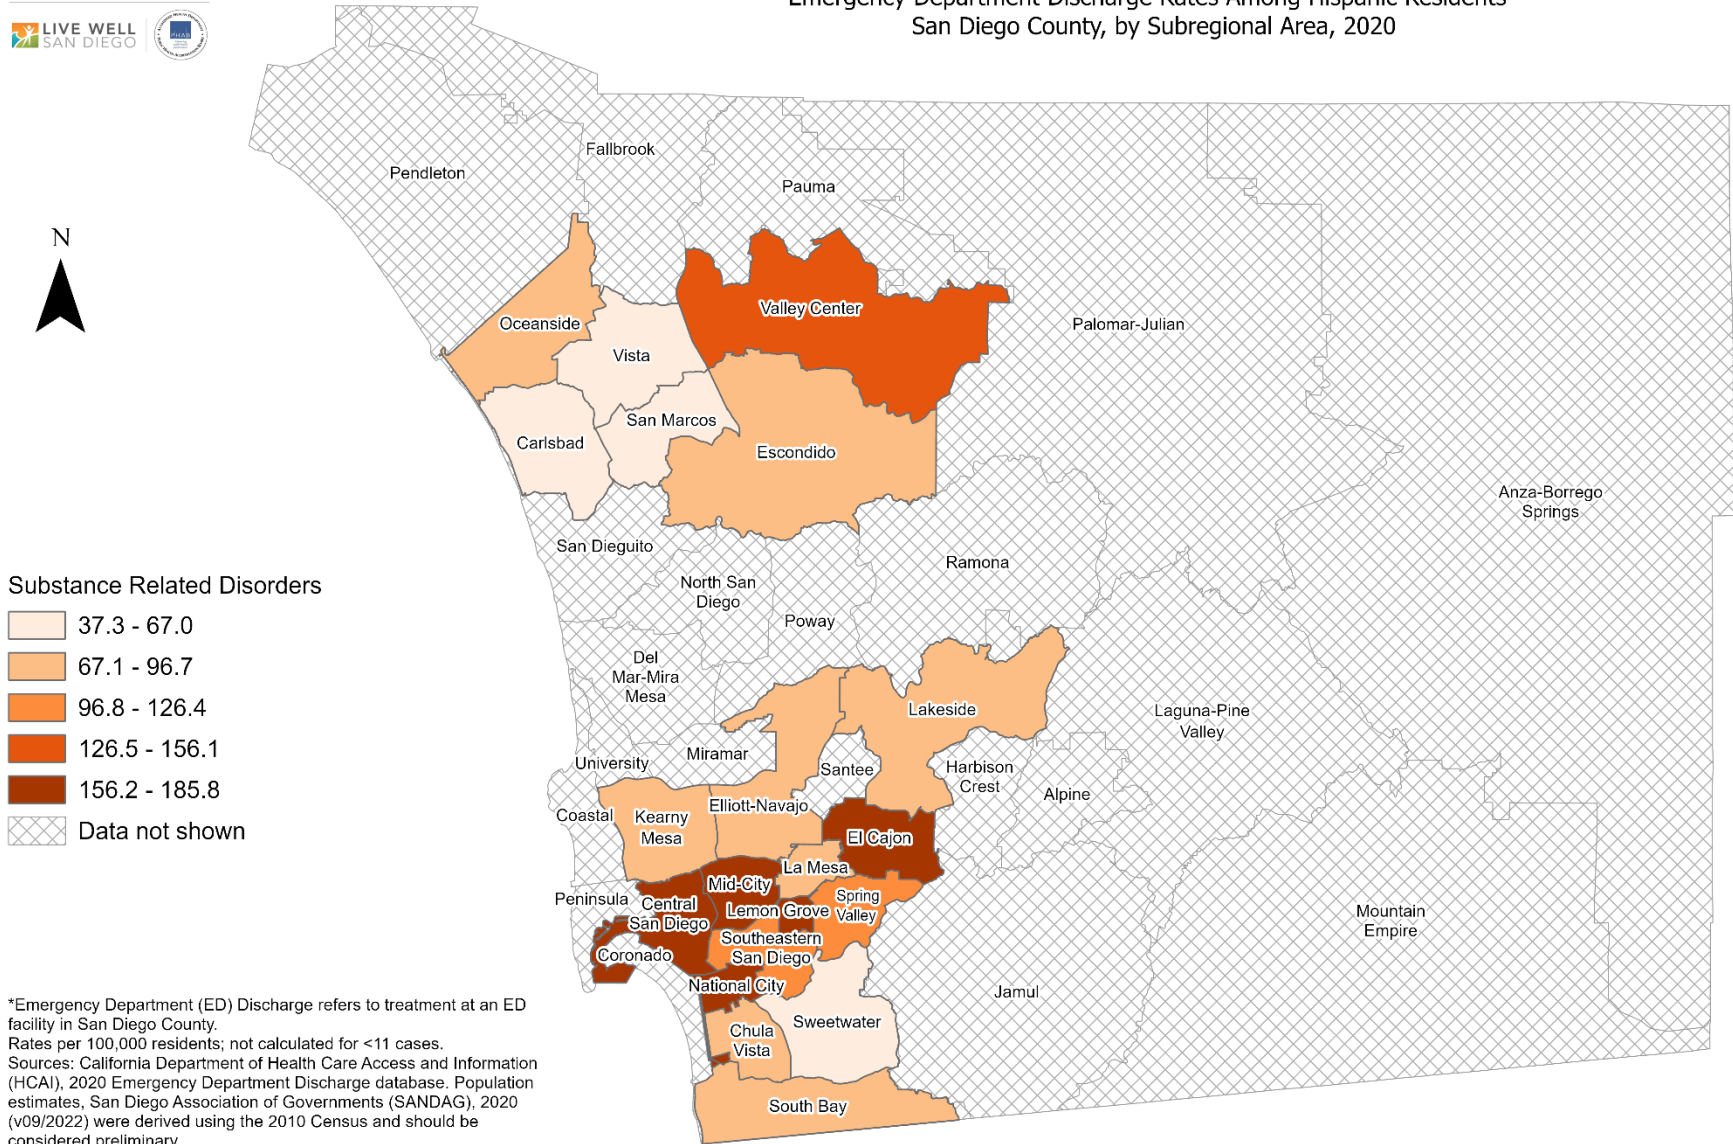 Emergency Department Discharge Rates Among Hispanic Residents
San Diego County, by Subregional Area, 2020
LIVE WELL
SAN DIEGO
PHAB
N
Fallbrook
Pendleton
Pauma
Valley Center
Oceanside
Palomar-Julian
Vista
San Marcos
Carlsbad
Escondido
Anza-Borrego
Springs
San Dieguito
Ramona
North San
Diego
Poway
Del
Mar-Mira
Mesa
Lakeside
Laguna-Pine
Valley
Miramar
University
Santee
Harbison
Crest
Alpine
Elliott-Navajo
Coastal
Kearny
Mesa
El Cajon
La Mesa
Mid-City
Peninsula
Central
San Diego
Spring
Valley
Lemon Grove
Mountain
Empire
Southeastern
San Diego
Coronado
National City
Jamul
Sweetwater
Chula
Vista
South Bay
Substance Related Disorders
37.3 - 67.0
67.1 - 96.7
96.8 - 126.4
126.5 - 156.1
156.2 - 185.8
Data not shown
*Emergency Department (ED) Discharge refers to treatment at an ED
facility in San Diego County.
Rates per 100,000 residents; not calculated for <11 cases.
Sources: California Department of Health Care Access and Information
(HCAI), 2020 Emergency Department Discharge database. Population
estimates, San Diego Association of Governments (SANDAG), 2020
(v09/2022) were derived using the 2010 Census and should be
considered preliminary.